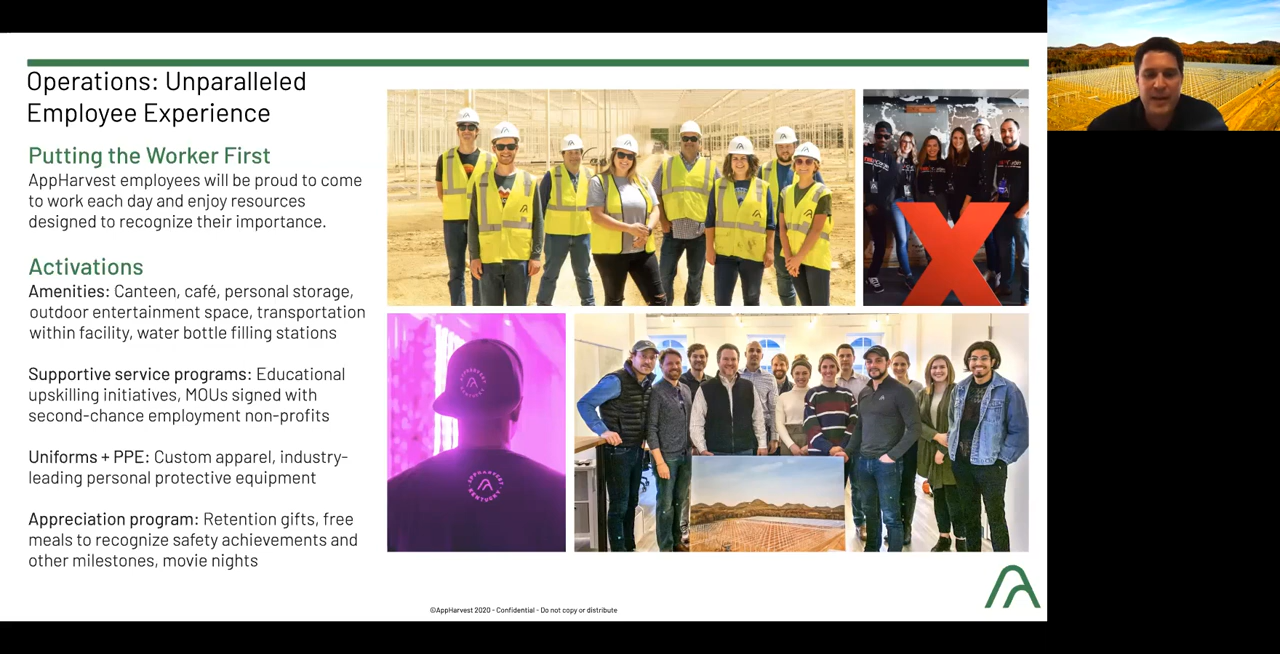 Operations: Unparalleled
Employee Experience
Putting the Worker First
AppHarvest employees will be proud to come
to work each day and enjoy resources
designed to recognize their importance.
Activations
Amenities: Canteen, café, personal storage,
outdoor entertainment space, transportation
within facility, water bottle filling stations
Supportive service programs: Educational
upskilling initiatives, MOUs signed with
second-chance employment non-profits
Uniforms + PPE: Custom apparel, industry-
leading personal protective equipment
Appreciation program: Retention gifts, free
meals to recognize safety achievements and
other milestones, movie nights
X
APPHARVEST
KENTUCKY
APPHARVEST
KENTUCKY
©AppHarvest 2020 - Confidential - Do not copy or distribute